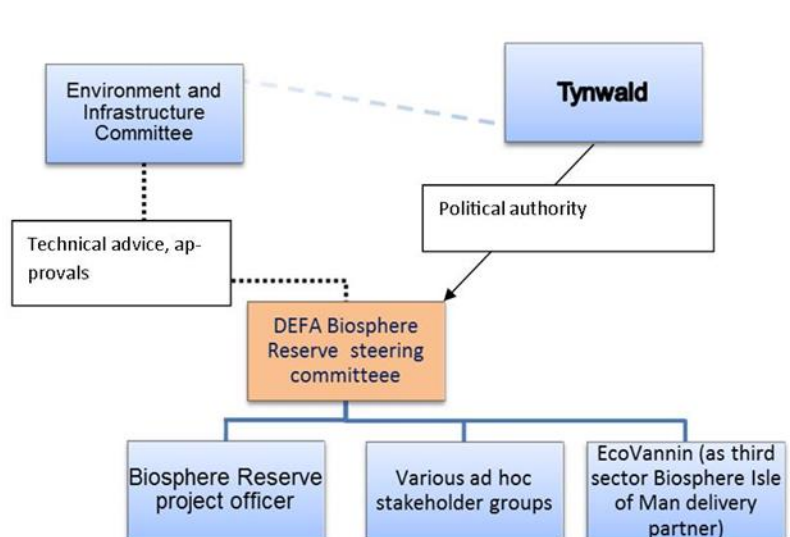 Environment and
Infrastructure
Committee
Tynwald
Political authority
Technical advice, ap-
provals
DEFA Biosphere
Reserve steering
committeee
Biosphere Reserve
project officer
Various ad hoc
stakeholder groups
EcoVannin (as third
sector Biosphere Isle
of Man delivery
partner)